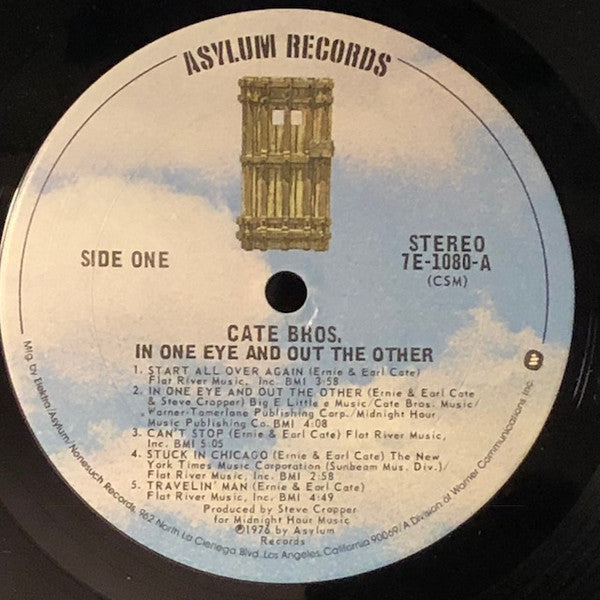 ASYLUM RECORDS
SIDE ONE
STEREO
7E-1080-A
(CSM)
CATE BROS.
IN ONE EYE AND OUT THE OTHER
1. START ALL OVER AGAIN (Ernie & Earl Cate)
Flat River Music, Inc. BMI 3:58
2. IN ONE EYE AND OUT THE OTHER (Ernie & Earl Cate
& Steve Cropper) Big E Little e Music/Cate Bros. Music/
Warner-Tamerlane Publishing Corp./Midnight Hour
Music Publishing Co. BMI 4:08
3. CAN'T STOP (Ernie & Earl Cate) Flat River Music,
Inc. BMI 5:05
4. STUCK IN CHICAGO (Ernie & Earl Cate) The New
York Times Music Corporation (Sunbeam Mus. Div.)/
Flat River Music, Inc. BMI 2:58
5. TRAVELIN' MAN (Ernie & Earl Cate)
Flat River Music, Inc. BMI 4:49
Produced by Steve Cropper
for Midnight Hour Music
℗1976 by Asylum
Records
Mfg. by Elektra/Asylum/Nonesuch Records, 962 North La Cienega Blvd. Los Angeles, California 90069/A Division of Warner Communications Inc.